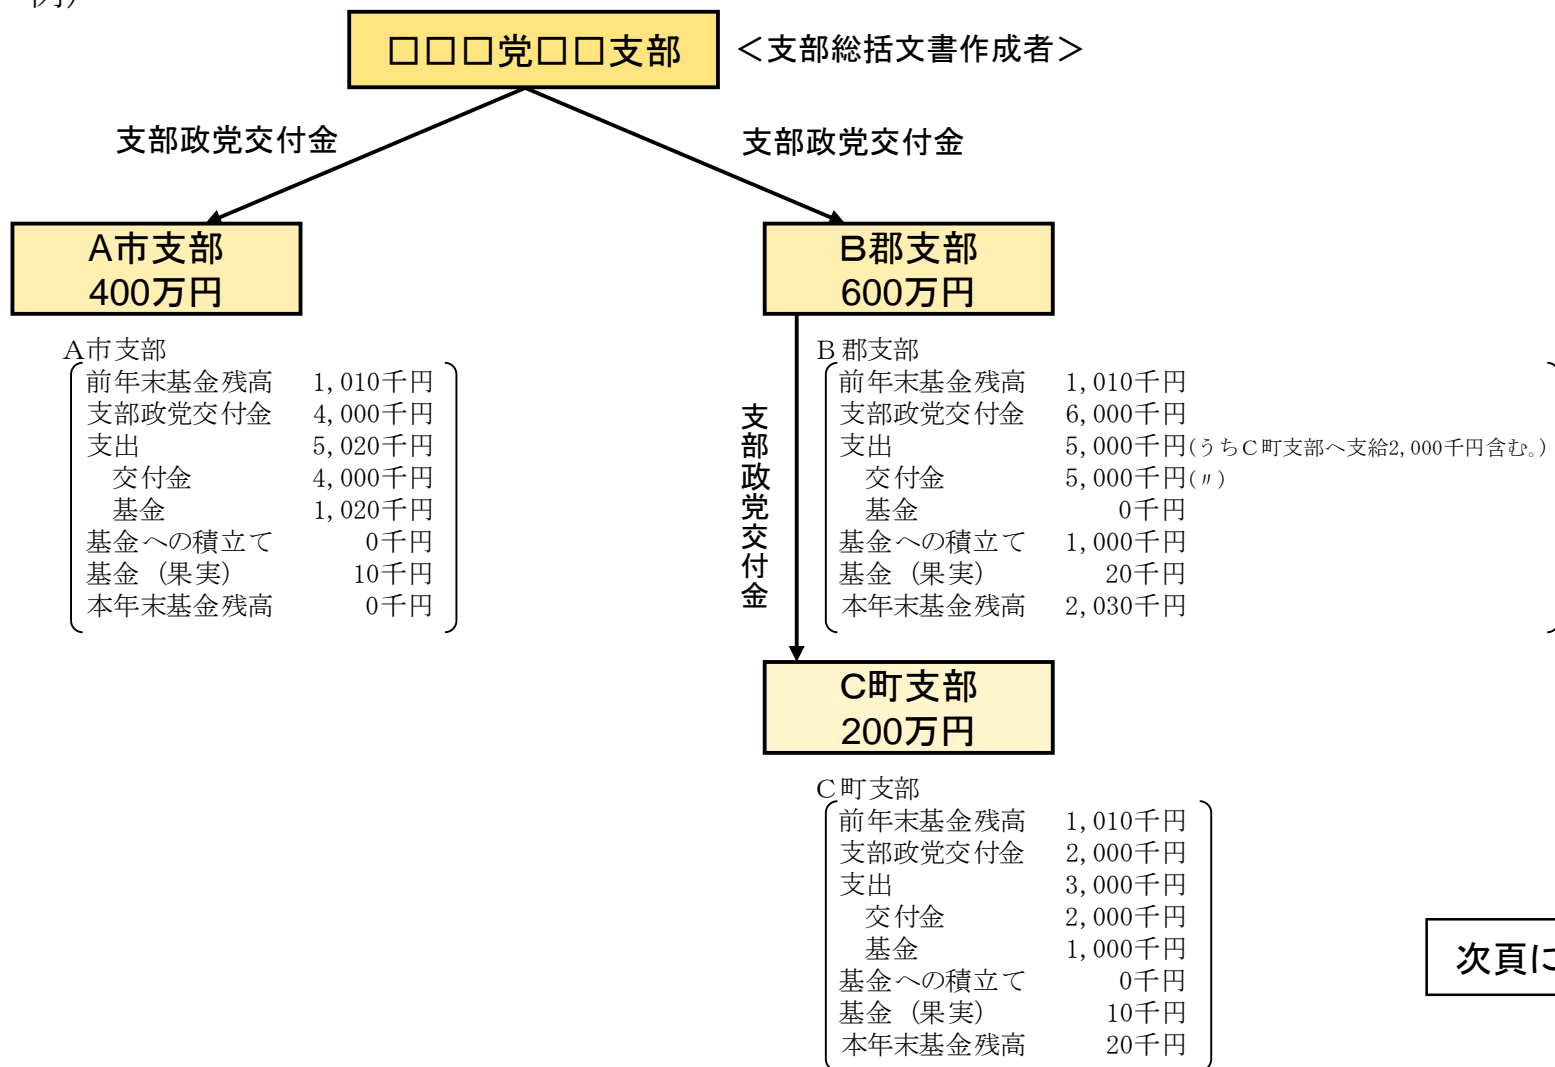 例)
□□□党□□支部
＜支部総括文書作成者＞
支部政党交付金
支部政党交付金
A市支部
400万円
B郡支部
600万円
A市支部
前年末基金残高 1,010千円
支部政党交付金 4,000千円
支出 5,020千円
交付金 4,000千円
基金 1,020千円
基金への積立て 0千円
基金（果実） 10千円
本年末基金残高 0千円
支部政党交付金
B郡支部
前年末基金残高 1,010千円
支部政党交付金 6,000千円
支出 5,000千円(うちC町支部へ支給2,000千円含む。)
交付金 5,000千円(〃)
基金 0千円
基金への積立て 1,000千円
基金（果実） 20千円
本年末基金残高 2,030千円
C町支部
200万円
C町支部
前年末基金残高 1,010千円
支部政党交付金 2,000千円
支出 3,000千円
交付金 2,000千円
基金 1,000千円
基金への積立て 0千円
基金（果実） 10千円
本年末基金残高 20千円
次頁に